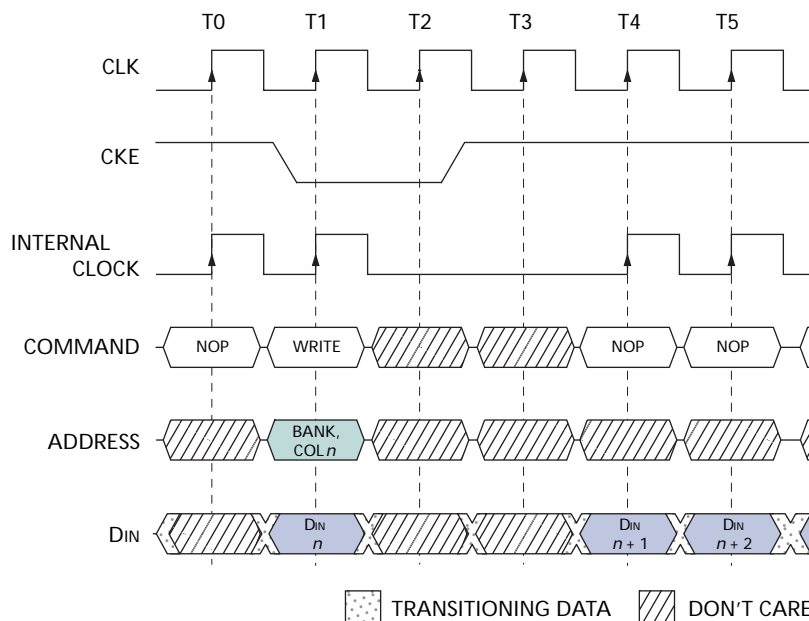 T0 T1 T2 T3 T4 T5
CLK
CKE
INTERNAL
CLOCK
COMMAND NOP WRITE NOP NOP
ADDRESS BANK,
COL n
DIN DIN DIN DIN
n n + 1 n + 2
TRANSITIONING DATA DON'T CARE